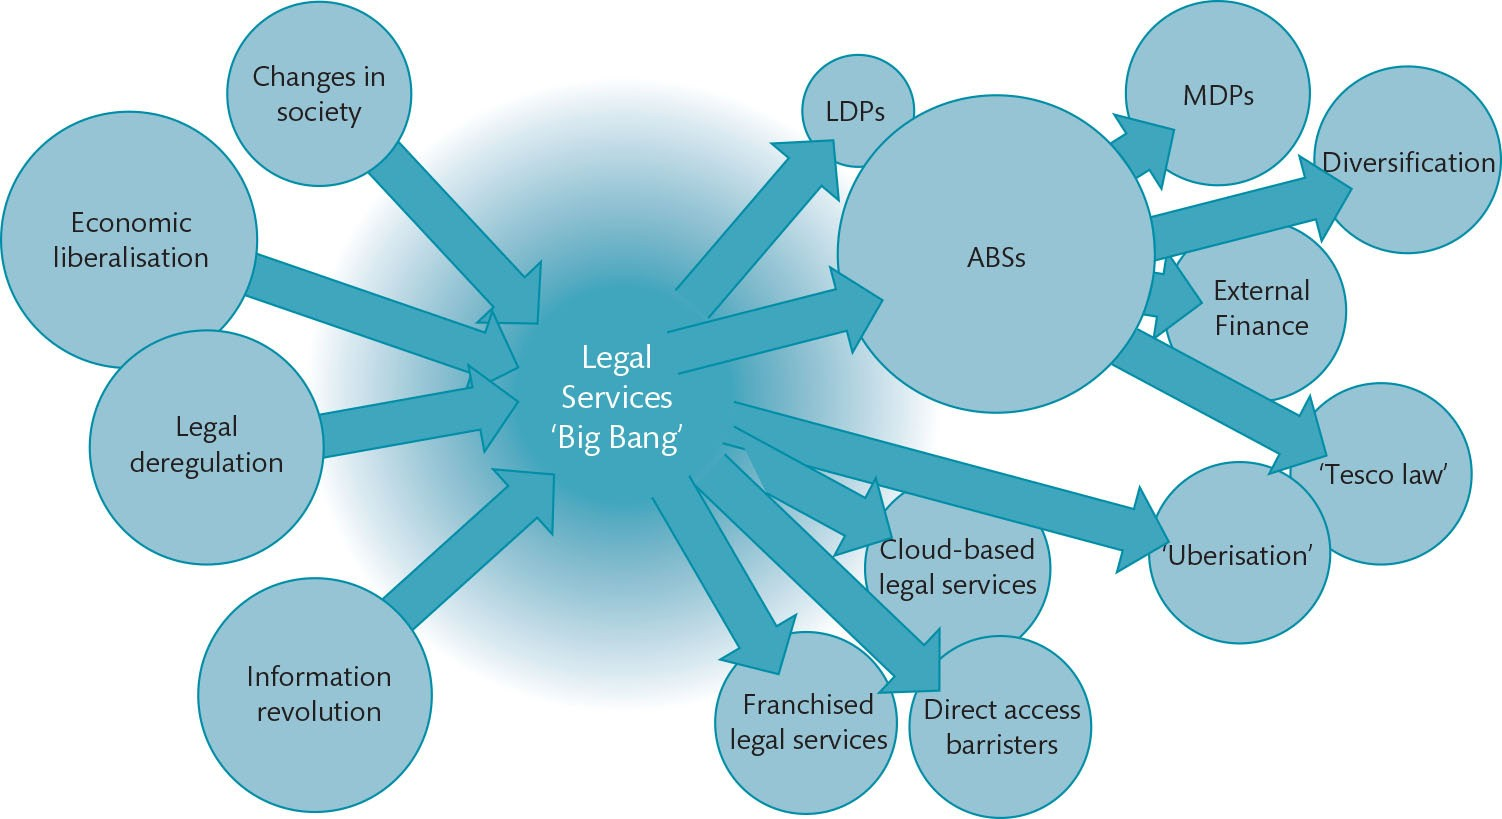 Changes in
society
Economic
liberalisation
Legal
deregulation
Information
revolution
Legal
Services
‘Big Bang’
LDPs
ABSs
MDPs
Diversification
External
Finance
‘Tesco law’
‘Uberisation’
Cloud-based
legal services
Direct access
barristers
Franchised
legal services